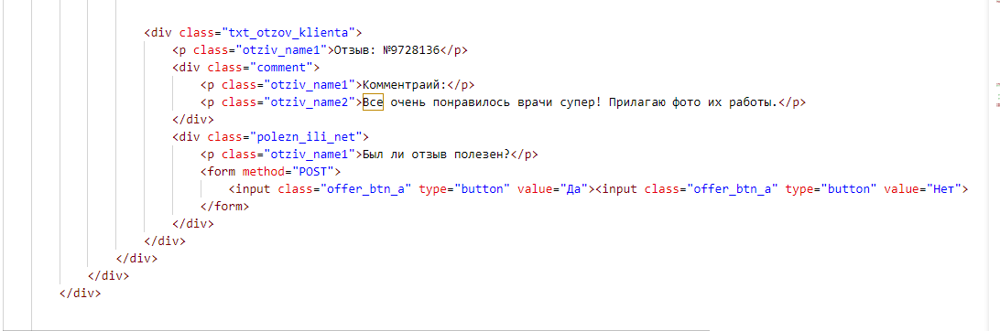 <div class="txt_otzov_klienta">
<p class="otziv_name1">Отзыв: №9728136</p>
<div class="comment">
<p class="otziv_name1">Комментраий:</p>
<p class="otziv_name2">Все очень понравилось врачи супер! Прилагаю фото их работы.</p>
</div>
<div class="polezn_ili_net">
<p class="otziv_name1">Был ли отзыв полезен?</p>
<form method="POST">
<input class="offer_btn_a" type="button" value="Да"><input class="offer_btn_a" type="button" value="Нет">
</form>
</div>
</div>
</div>
</div>
</div>